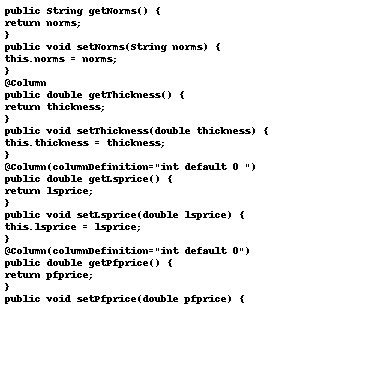 public String getNorms() {
return norms;
}
public void setNorms(String norms) {
this.norms = norms;
}
@Column
public double getThickness() {
return thickness;
}
public void setThickness(double thickness) {
this.thickness = thickness;
}
@Column(columnDefinition="int default 0 ")
public double getLsprice() {
return lsprice;
}
public void setLsprice(double lsprice) {
this.lsprice = lsprice;
}
@Column(columnDefinition="int default 0")
public double getPfprice() {
return pfprice;
}
public void setPfprice(double pfprice) {